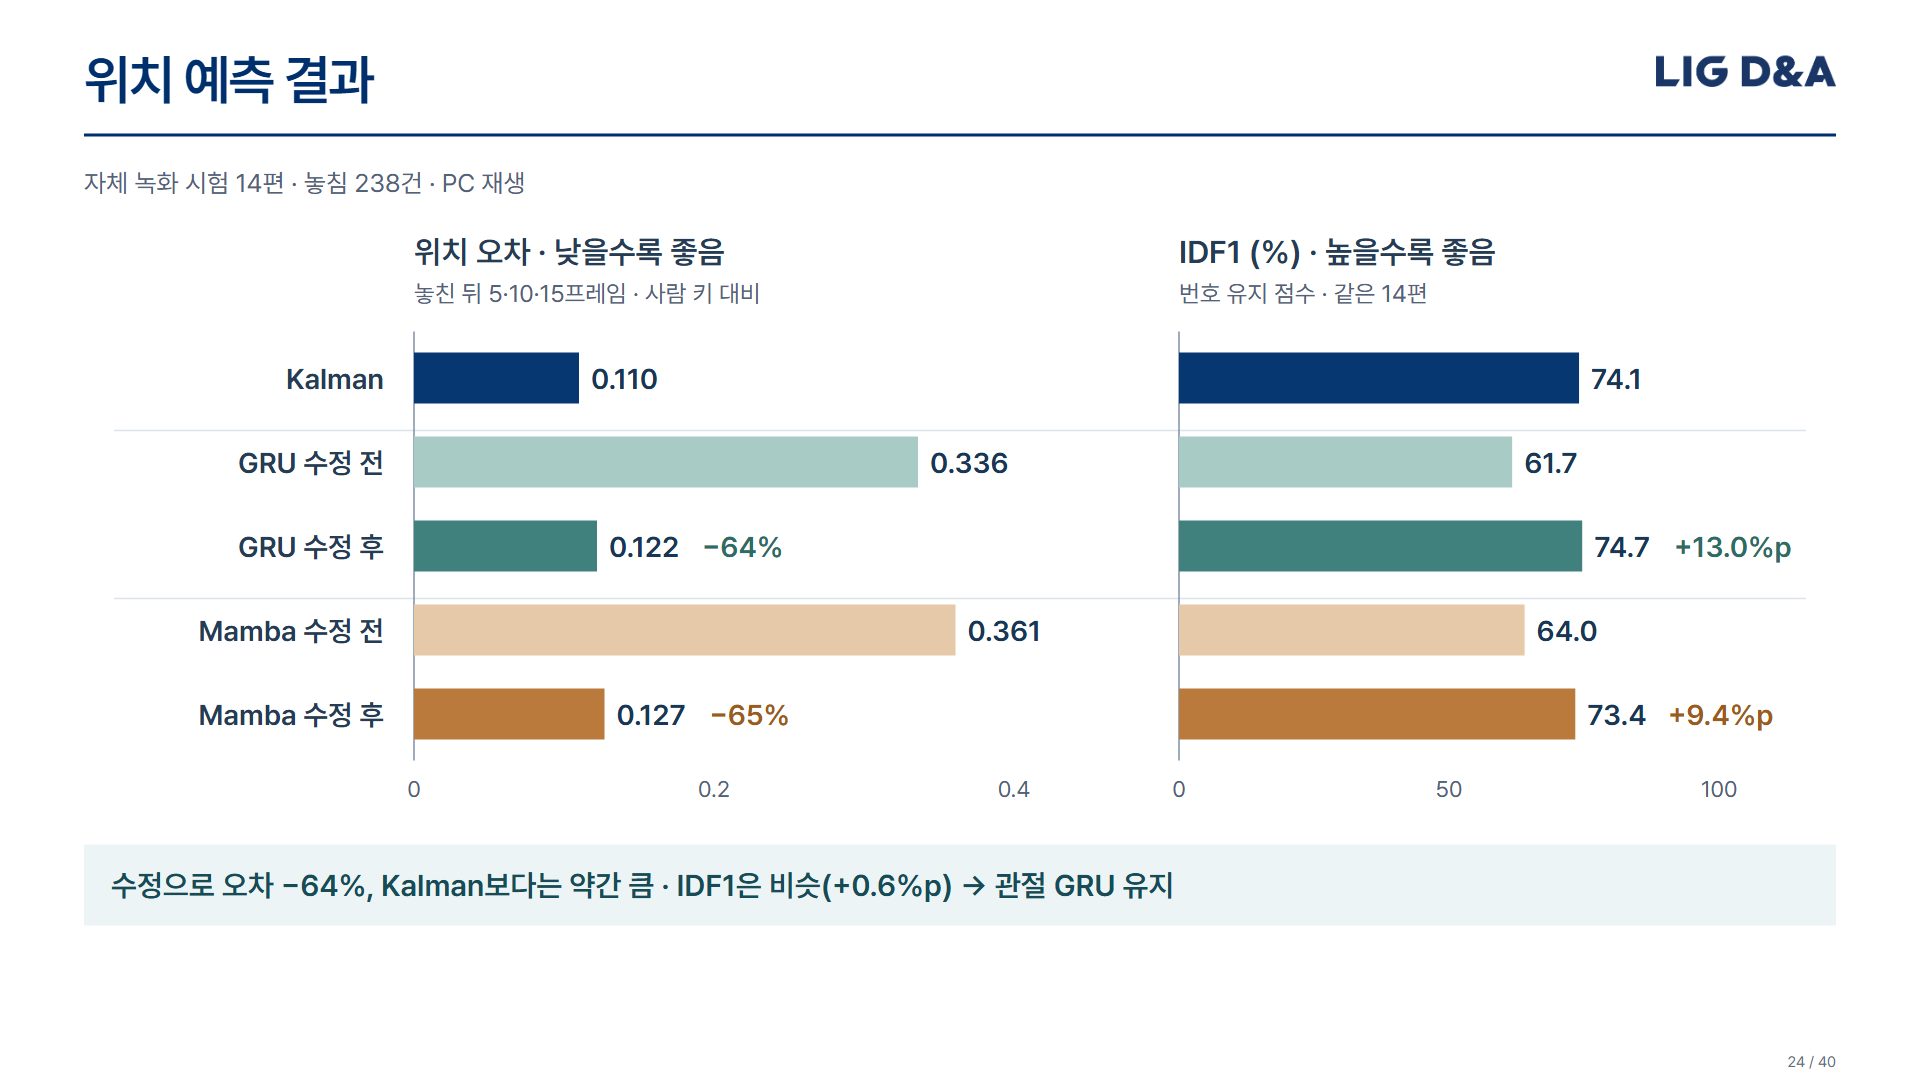 위치 예측 결과
LIG D&A
자체 녹화 시험 14편 · 놓침 238건 · PC 재생
위치 오차 · 낮을수록 좋음
놓친 뒤 5·10·15프레임 · 사람 키 대비
IDF1 (%) · 높을수록 좋음
번호 유지 점수 · 같은 14편
Kalman 0.110 74.1
GRU 수정 전 0.336 61.7
GRU 수정 후 0.122 −64% 74.7 +13.0%p
Mamba 수정 전 0.361 64.0
Mamba 수정 후 0.127 −65% 73.4 +9.4%p
0 0.2 0.4 0 50 100
수정으로 오차 −64%, Kalman보다는 약간 큼 · IDF1은 비슷(+0.6%p) → 관절 GRU 유지
24 / 40